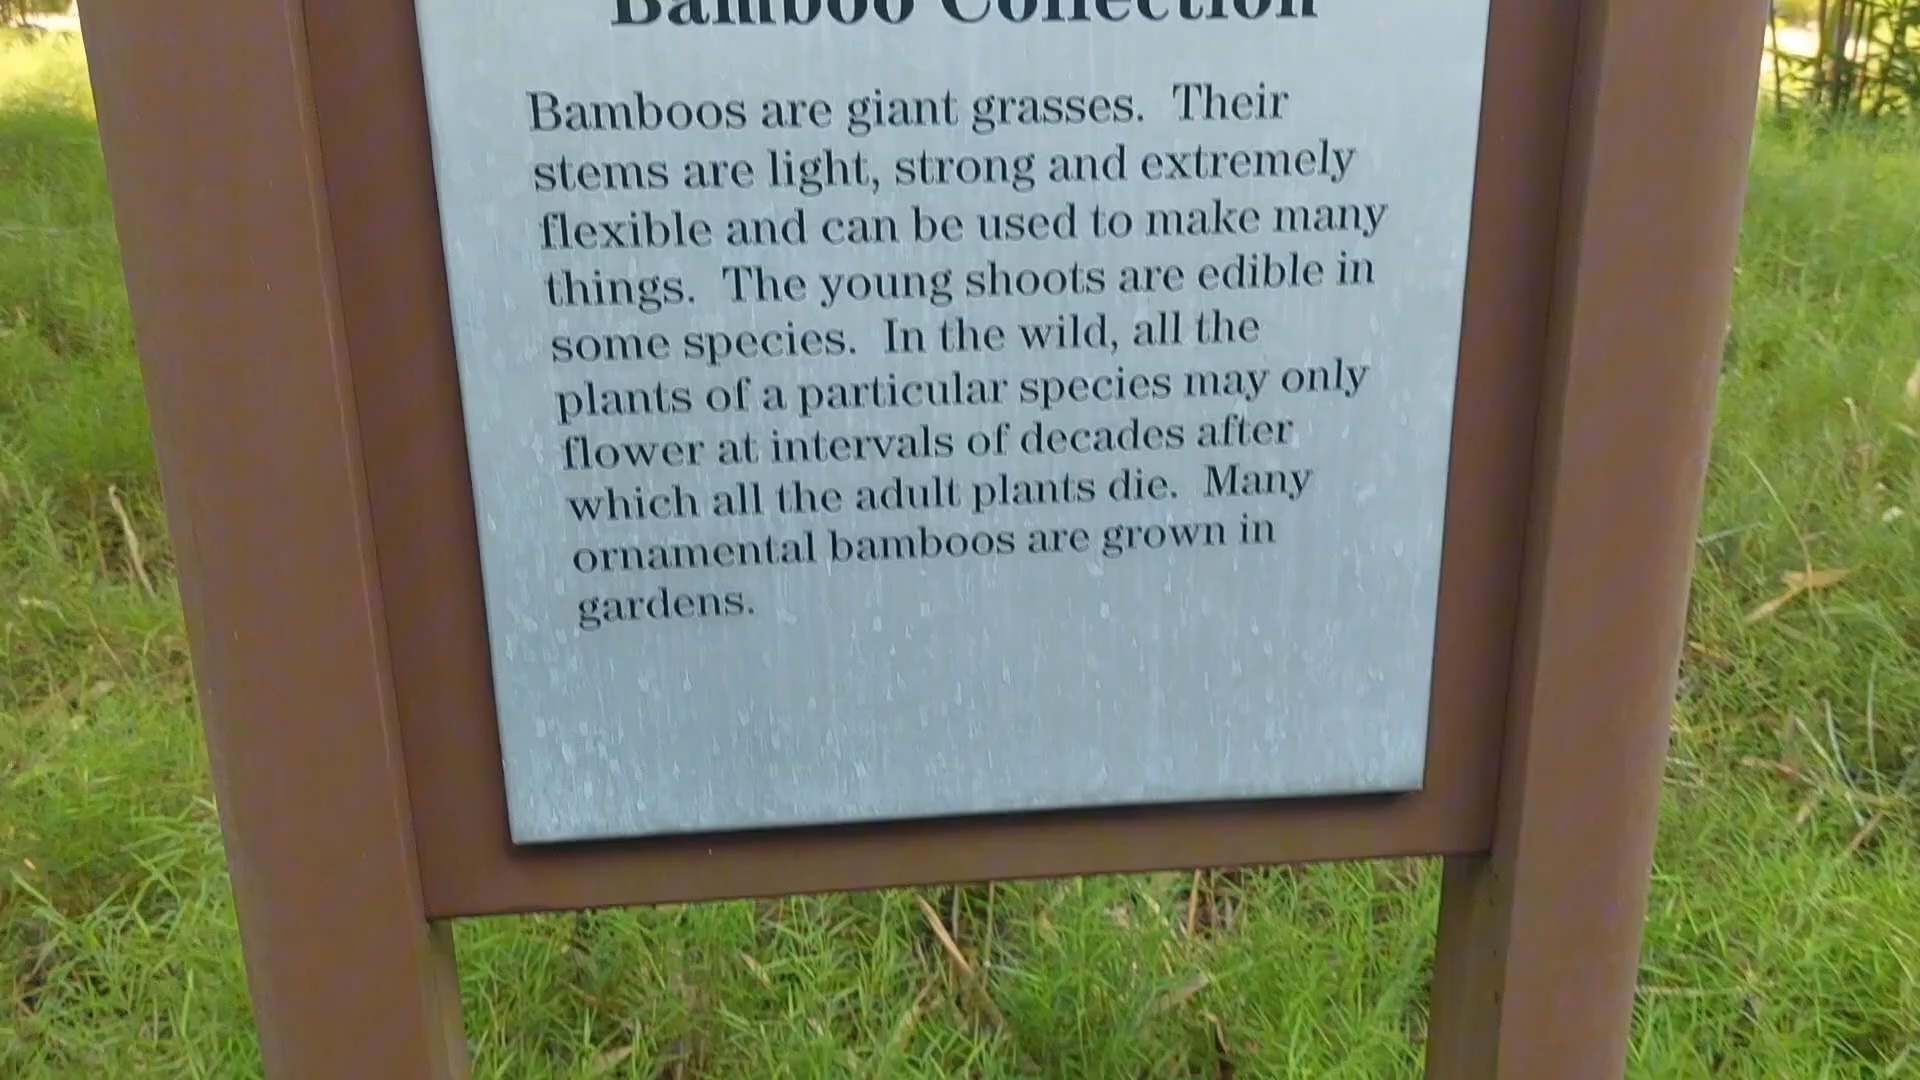 Bamboo Collection
Bamboos are giant grasses. Their
stems are light, strong and extremely
flexible and can be used to make many
things. The young shoots are edible in
some species. In the wild, all the
plants of a particular species may only
flower at intervals of decades after
which all the adult plants die. Many
ornamental bamboos are grown in
gardens.